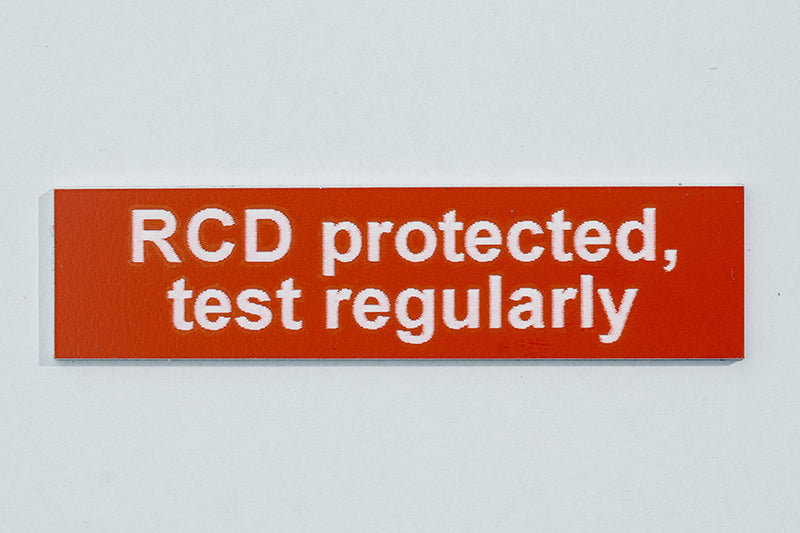 RCD protected,
test regularly